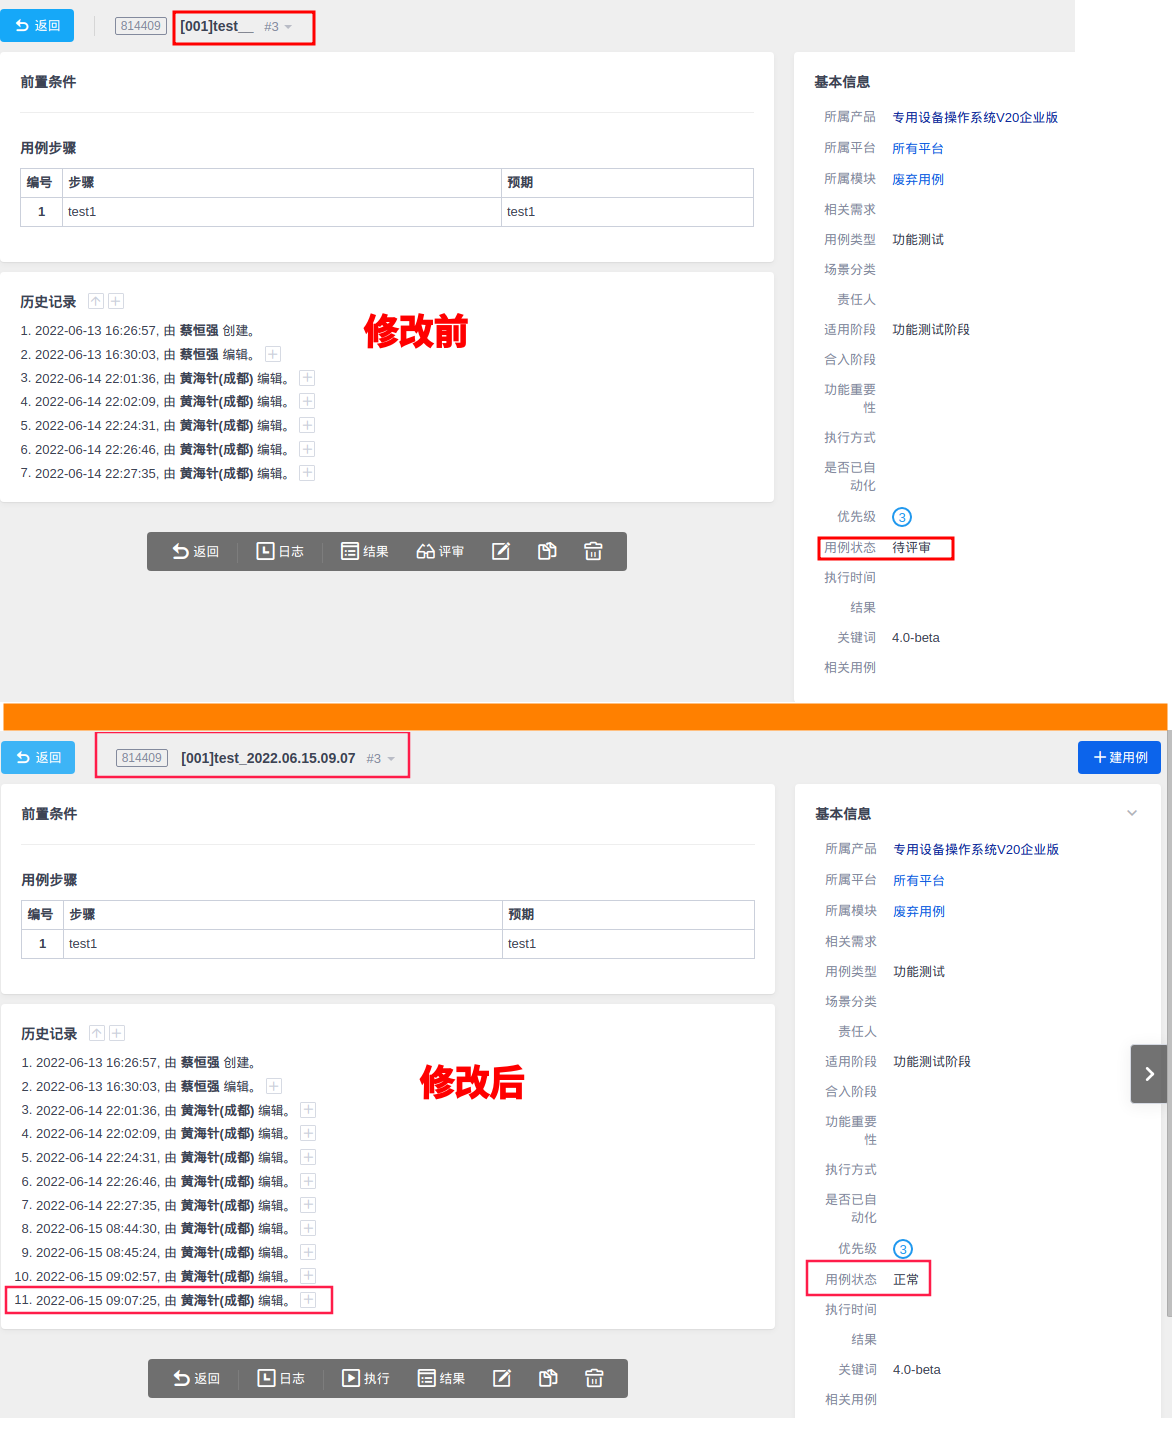 返回 814409 [001]test__ #3
前置条件
用例步骤
编号 步骤 预期
1 test1 test1
历史记录
修改前
1. 2022-06-13 16:26:57, 由 蔡恒强 创建。
2. 2022-06-13 16:30:03, 由 蔡恒强 编辑。
3. 2022-06-14 22:01:36, 由 黄海针(成都) 编辑。
4. 2022-06-14 22:02:09, 由 黄海针(成都) 编辑。
5. 2022-06-14 22:24:31, 由 黄海针(成都) 编辑。
6. 2022-06-14 22:26:46, 由 黄海针(成都) 编辑。
7. 2022-06-14 22:27:35, 由 黄海针(成都) 编辑。
返回 日志 结果 评审
基本信息
所属产品 专用设备操作系统V20企业版
所属平台 所有平台
所属模块 废弃用例
相关需求
用例类型 功能测试
场景分类
责任人
适用阶段 功能测试阶段
合入阶段
功能重要
性
执行方式
是否已自
动化
优先级 3
用例状态 待评审
执行时间
结果
关键词 4.0-beta
相关用例
返回 814409 [001]test_2022.06.15.09.07 #3 建用例
前置条件
用例步骤
编号 步骤 预期
1 test1 test1
历史记录
修改后
1. 2022-06-13 16:26:57, 由 蔡恒强 创建。
2. 2022-06-13 16:30:03, 由 蔡恒强 编辑。
3. 2022-06-14 22:01:36, 由 黄海针(成都) 编辑。
4. 2022-06-14 22:02:09, 由 黄海针(成都) 编辑。
5. 2022-06-14 22:24:31, 由 黄海针(成都) 编辑。
6. 2022-06-14 22:26:46, 由 黄海针(成都) 编辑。
7. 2022-06-14 22:27:35, 由 黄海针(成都) 编辑。
8. 2022-06-15 08:44:30, 由 黄海针(成都) 编辑。
9. 2022-06-15 08:45:24, 由 黄海针(成都) 编辑。
10. 2022-06-15 09:02:57, 由 黄海针(成都) 编辑。
11. 2022-06-15 09:07:25, 由 黄海针(成都) 编辑。
返回 日志 执行 结果
基本信息
所属产品 专用设备操作系统V20企业版
所属平台 所有平台
所属模块 废弃用例
相关需求
用例类型 功能测试
场景分类
责任人
适用阶段 功能测试阶段
合入阶段
功能重要
性
执行方式
是否已自
动化
优先级 3
用例状态 正常
执行时间
结果
关键词 4.0-beta
相关用例